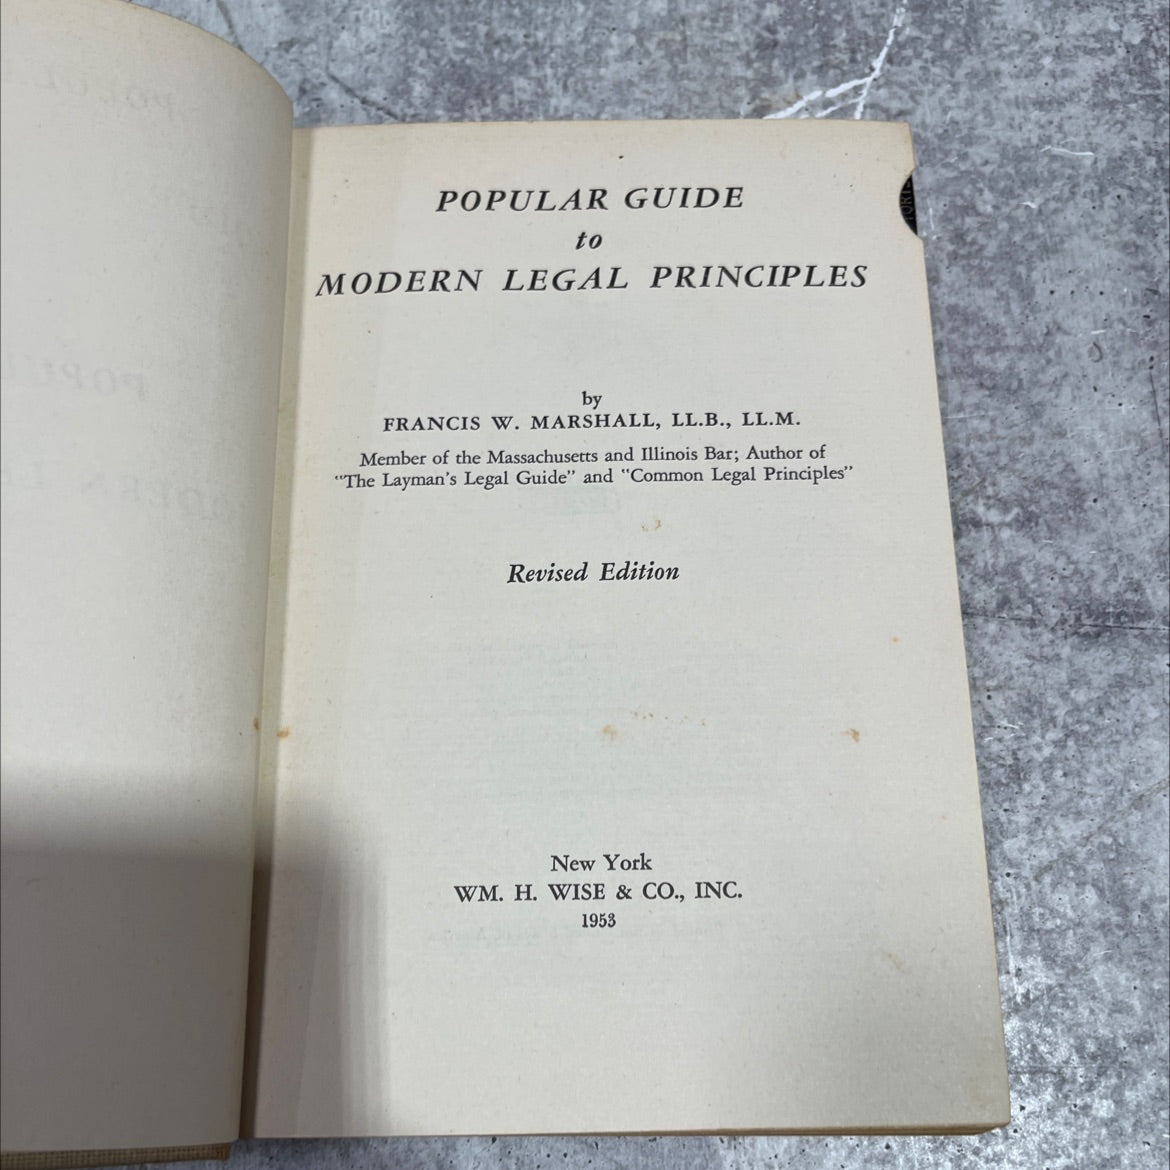 POPULAR GUIDE
to
MODERN LEGAL PRINCIPLES
by
FRANCIS W. MARSHALL, LL.B., LL.M.
Member of the Massachusetts and Illinois Bar; Author of
"The Layman's Legal Guide" and "Common Legal Principles"
Revised Edition
New York
WM. H. WISE & CO., INC.
1953